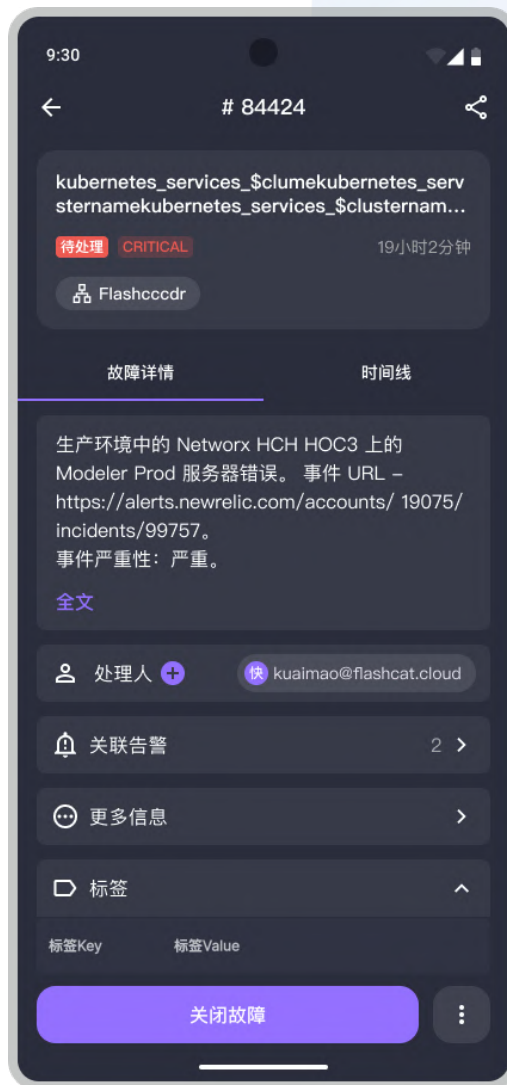 9:30
# 84424
kubernetes_services_$clumekubernetes_serv
sternamekubernetes_services_$clusternam...
待处理 CRITICAL 19小时2分钟
Flashcccdr
故障详情 时间线
生产环境中的 Networx HCH HOC3 上的
Modeler Prod 服务器错误。 事件 URL –
https://alerts.newrelic.com/accounts/ 19075/
incidents/99757。
事件严重性：严重。
全文
处理人 快 kuaimao@flashcat.cloud
关联告警 2
更多信息
标签
标签Key 标签Value
关闭故障